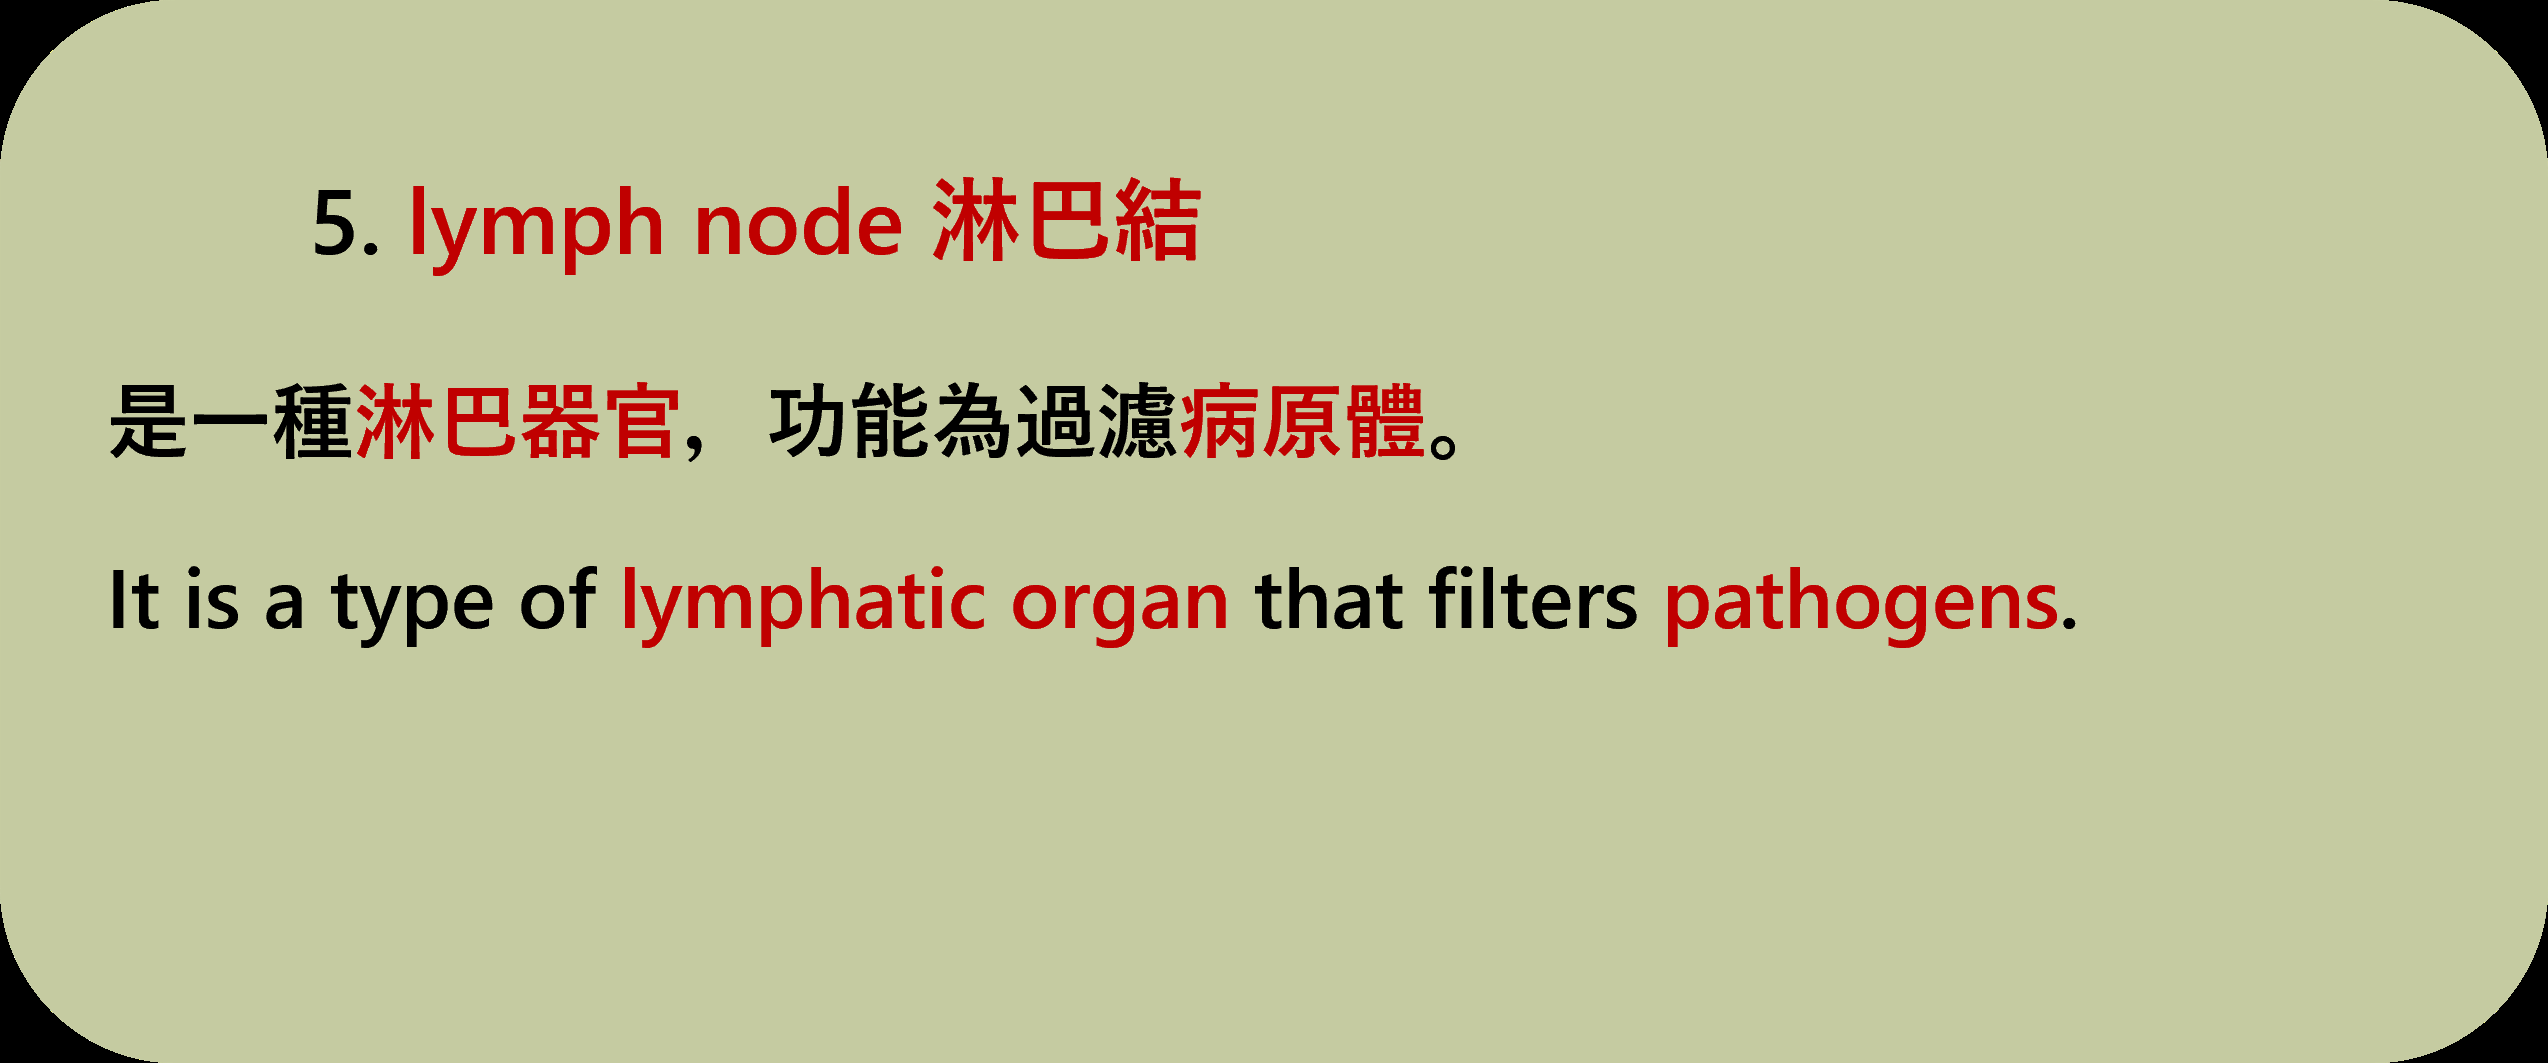 5. lymph node 淋巴結
是一種淋巴器官，功能為過濾病原體。
It is a type of lymphatic organ that filters pathogens.